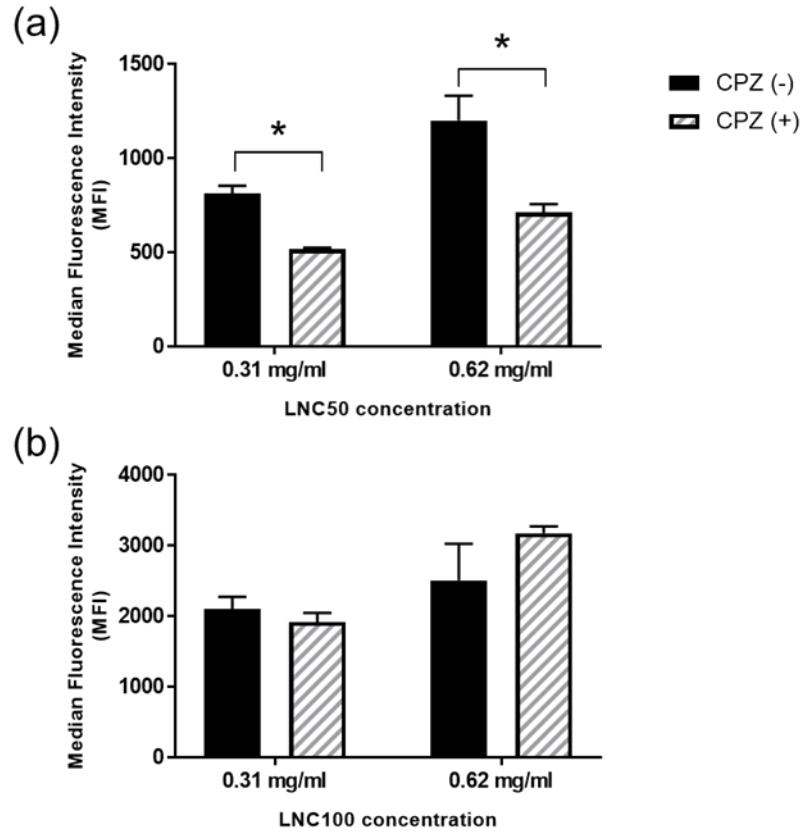 (a)
Median Fluorescence Intensity
(MFI)
1500
1000
500
0
*
*
0.31 mg/ml
0.62 mg/ml
LNC50 concentration
CPZ (-)
CPZ (+)
(b)
Median Fluorescence Intensity
(MFI)
4000
3000
2000
1000
0
0.31 mg/ml
0.62 mg/ml
LNC100 concentration